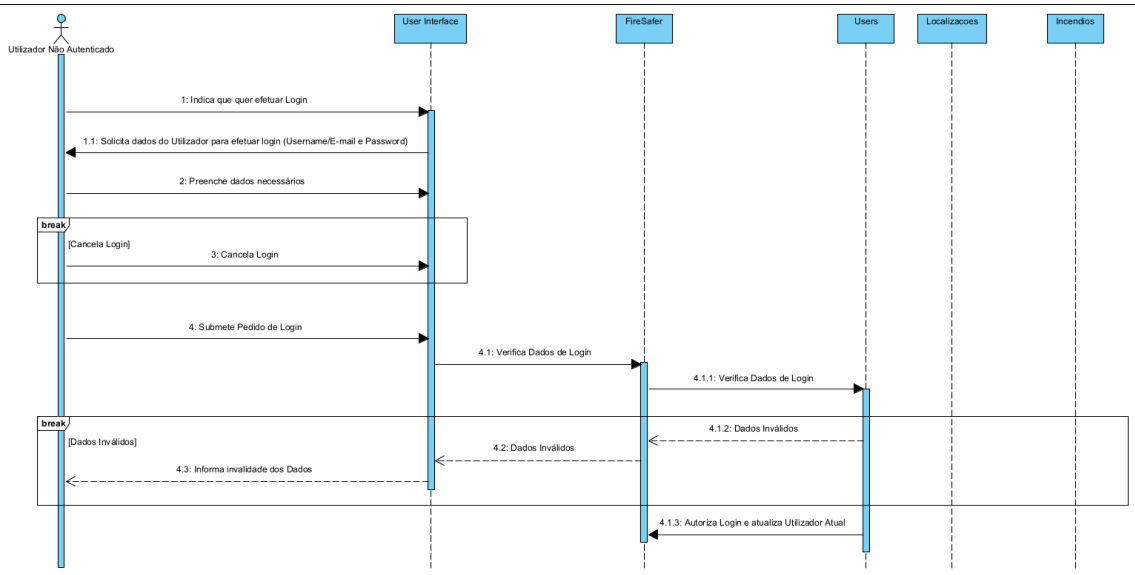 User Interface
FireSafer
Users
Localizacoes
Incendios
Utilizador Não Autenticado
1: Indica que quer efetuar Login
1.1: Solicita dados do Utilizador para efetuar login (Username/E-mail e Password)
2: Preenche dados necessários
break
[Cancela Login]
3: Cancela Login
4: Submete Pedido de Login
4.1: Verifica Dados de Login
4.1.1: Verifica Dados de Login
break
[Dados Inválidos]
4.1.2: Dados Inválidos
4.2: Dados Inválidos
4.3: Informa invalidade dos Dados
4.1.3: Autoriza Login e atualiza Utilizador Atual